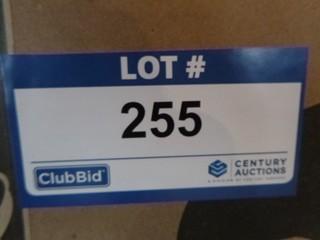 LOT #
255
ClubBid
CENTURY
AUCTIONS